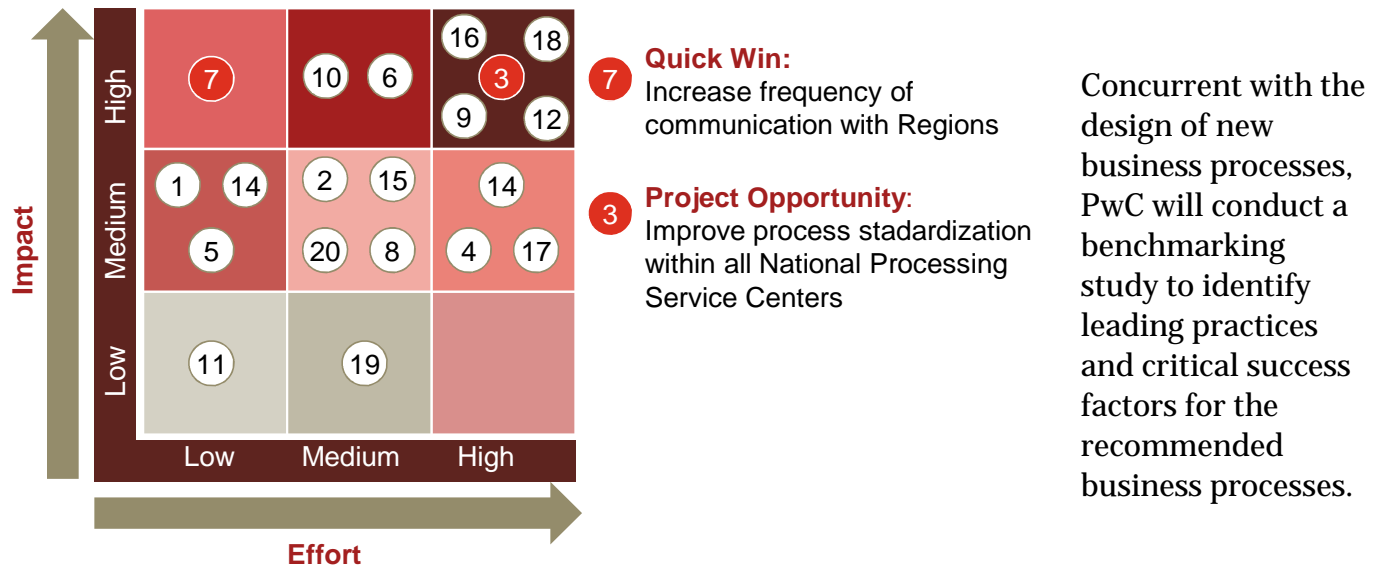 Impact
High
Medium
Low
7
10 6
16 18
3
9 12
1 14
5
2 15
20 8
14
4 17
11
19
Low Medium High
Effort
7 Quick Win:
Increase frequency of
communication with Regions
3 Project Opportunity:
Improve process stadardization
within all National Processing
Service Centers
Concurrent with the
design of new
business processes,
PwC will conduct a
benchmarking
study to identify
leading practices
and critical success
factors for the
recommended
business processes.